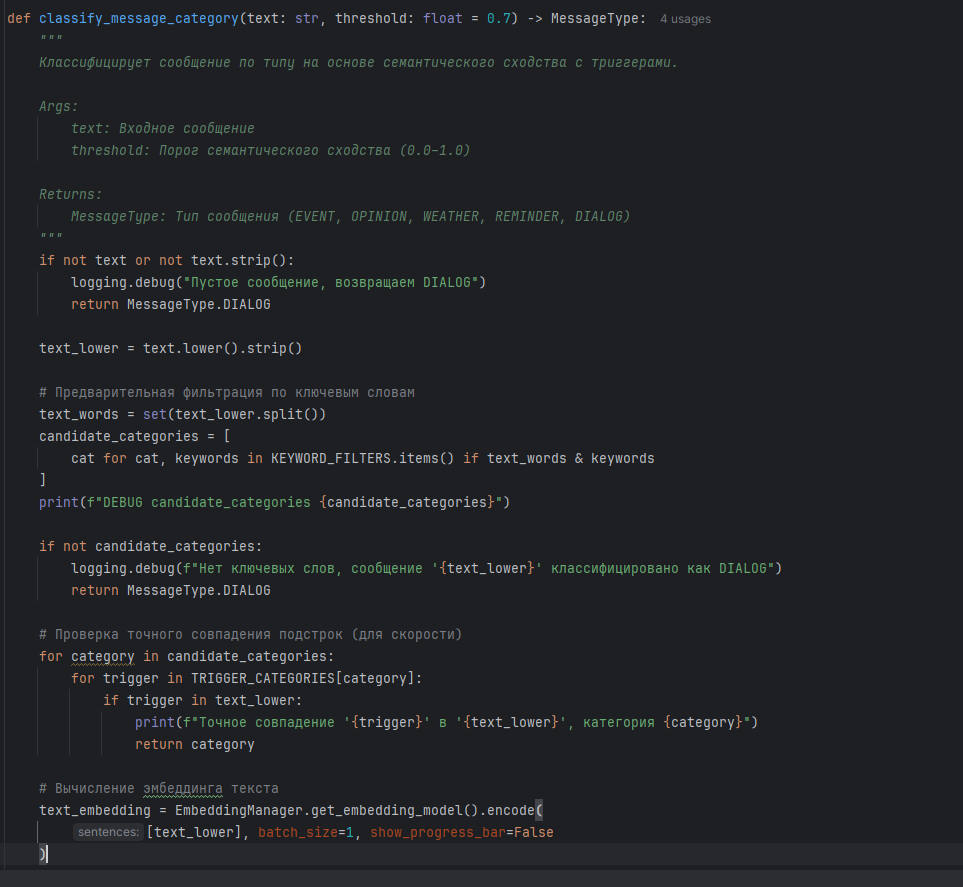 def classify_message_category(text: str, threshold: float = 0.7) -> MessageType: 4 usages
    """
    Классифицирует сообщение по типу на основе семантического сходства с триггерами.

    Args:
        text: Входное сообщение
        threshold: Порог семантического сходства (0.0–1.0)

    Returns:
        MessageType: Тип сообщения (EVENT, OPINION, WEATHER, REMINDER, DIALOG)
    """
    if not text or not text.strip():
        logging.debug("Пустое сообщение, возвращаем DIALOG")
        return MessageType.DIALOG

    text_lower = text.lower().strip()

    # Предварительная фильтрация по ключевым словам
    text_words = set(text_lower.split())
    candidate_categories = [
        cat for cat, keywords in KEYWORD_FILTERS.items() if text_words & keywords
    ]
    print(f"DEBUG candidate_categories {candidate_categories}")

    if not candidate_categories:
        logging.debug(f"Нет ключевых слов, сообщение '{text_lower}' классифицировано как DIALOG")
        return MessageType.DIALOG

    # Проверка точного совпадения подстрок (для скорости)
    for category in candidate_categories:
        for trigger in TRIGGER_CATEGORIES[category]:
            if trigger in text_lower:
                print(f"Точное совпадение '{trigger}' в '{text_lower}', категория {category}")
                return category

    # Вычисление эмбеддинга текста
    text_embedding = EmbeddingManager.get_embedding_model().encode(
        sentences: [text_lower], batch_size=1, show_progress_bar=False
    )